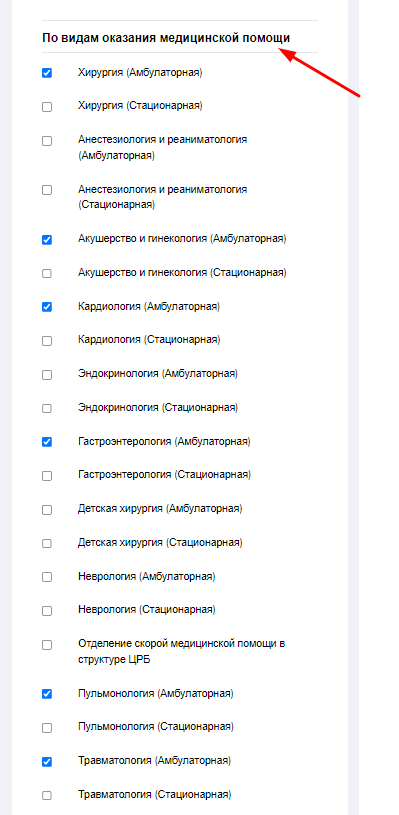 По видам оказания медицинской помощи
Хирургия (Амбулаторная)
Хирургия (Стационарная)
Анестезиология и реаниматология
(Амбулаторная)
Анестезиология и реаниматология
(Стационарная)
Акушерство и гинекология (Амбулаторная)
Акушерство и гинекология (Стационарная)
Кардиология (Амбулаторная)
Кардиология (Стационарная)
Эндокринология (Амбулаторная)
Эндокринология (Стационарная)
Гастроэнтерология (Амбулаторная)
Гастроэнтерология (Стационарная)
Детская хирургия (Амбулаторная)
Детская хирургия (Стационарная)
Неврология (Амбулаторная)
Неврология (Стационарная)
Отделение скорой медицинской помощи в
структуре ЦРБ
Пульмонология (Амбулаторная)
Пульмонология (Стационарная)
Травматология (Амбулаторная)
Травматология (Стационарная)